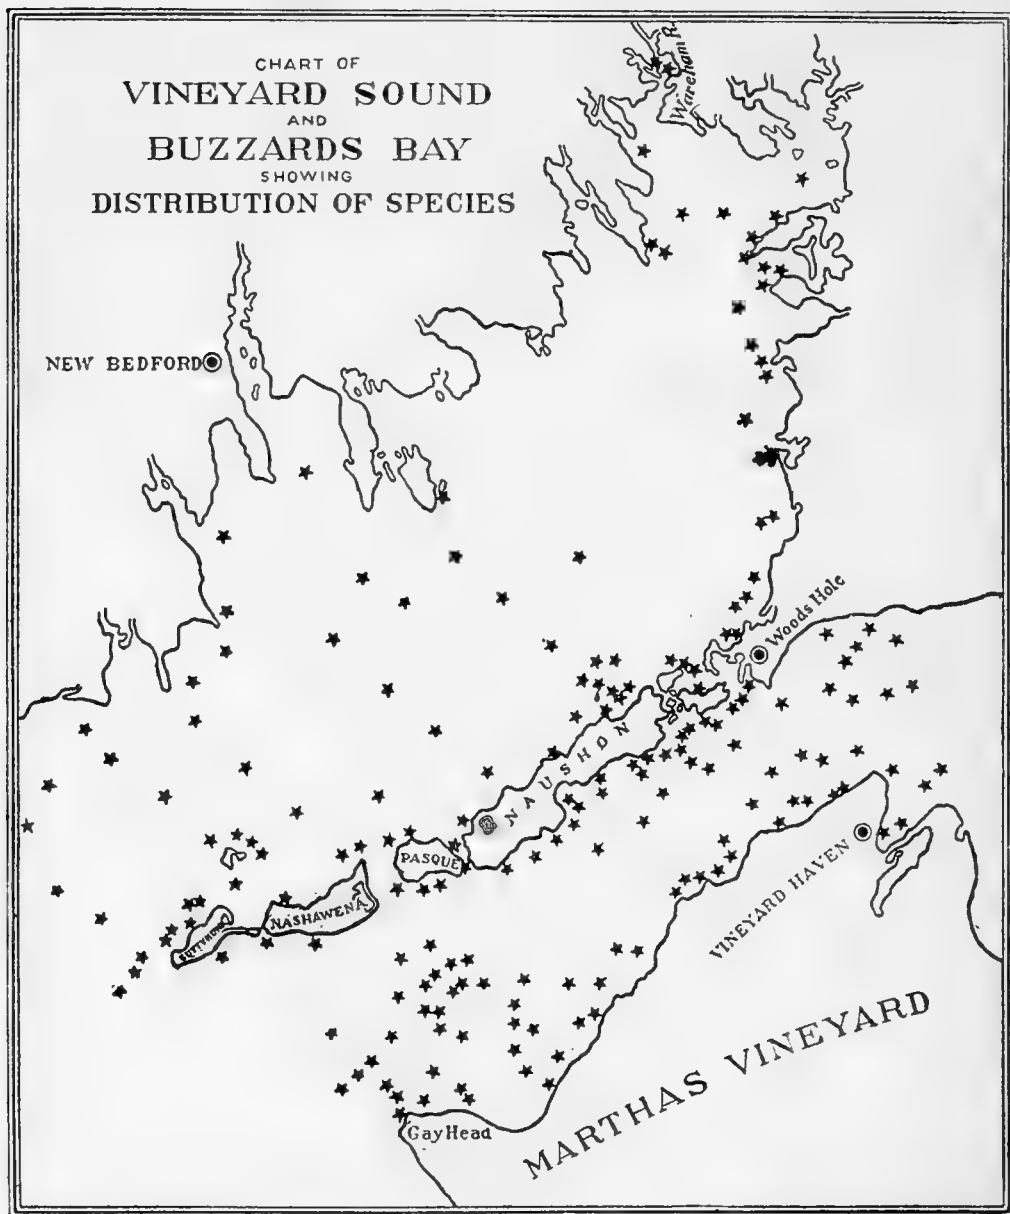 CHART OF
VINEYARD SOUND
AND
BUZZARDS BAY
SHOWING
DISTRIBUTION OF SPECIES
Wareham R.
NEW BEDFORD
Woods Hole
NAUSHON
PASQUE
NASHAWENA
VINEYARD HAVEN
MARTHAS VINEYARD
Gay Head